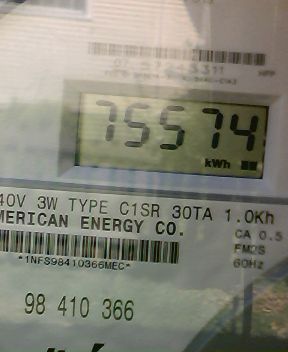 75574
kWh
40V 3W TYPE C1SR 30TA 1.0Kh
MERICAN ENERGY CO.
CA 0.5
FM2S
60Hz
*1NFS98410366MEC*
98 410 366